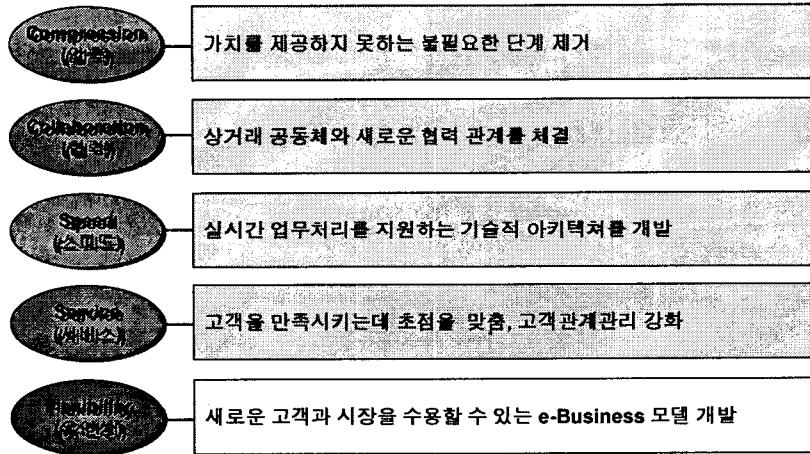 Compression
(압축)
가치를 제공하지 못하는 불필요한 단계 제거
Collaboration
(협력)
상거래 공동체와 새로운 협력 관계를 체결
Speed
(스피드)
실시간 업무처리를 지원하는 기술적 아키텍쳐를 개발
Service
(써비스)
고객을 만족시키는데 초점을 맞춤, 고객관계관리 강화
새로운 고객과 시장을 수용할 수 있는 e-Business 모델 개발